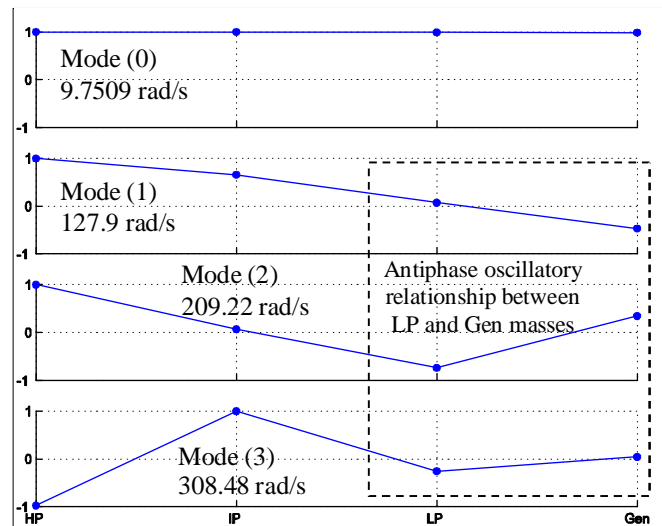 1
Mode (0)
0
9.7509 rad/s
-1
1
Mode (1)
0
127.9 rad/s
-1
Mode (2)
1
209.22 rad/s
0
Antiphase oscillatory
relationship between
LP and Gen masses
-1
1
Mode (3)
0
308.48 rad/s
-1
HP
IP
LP
Gen